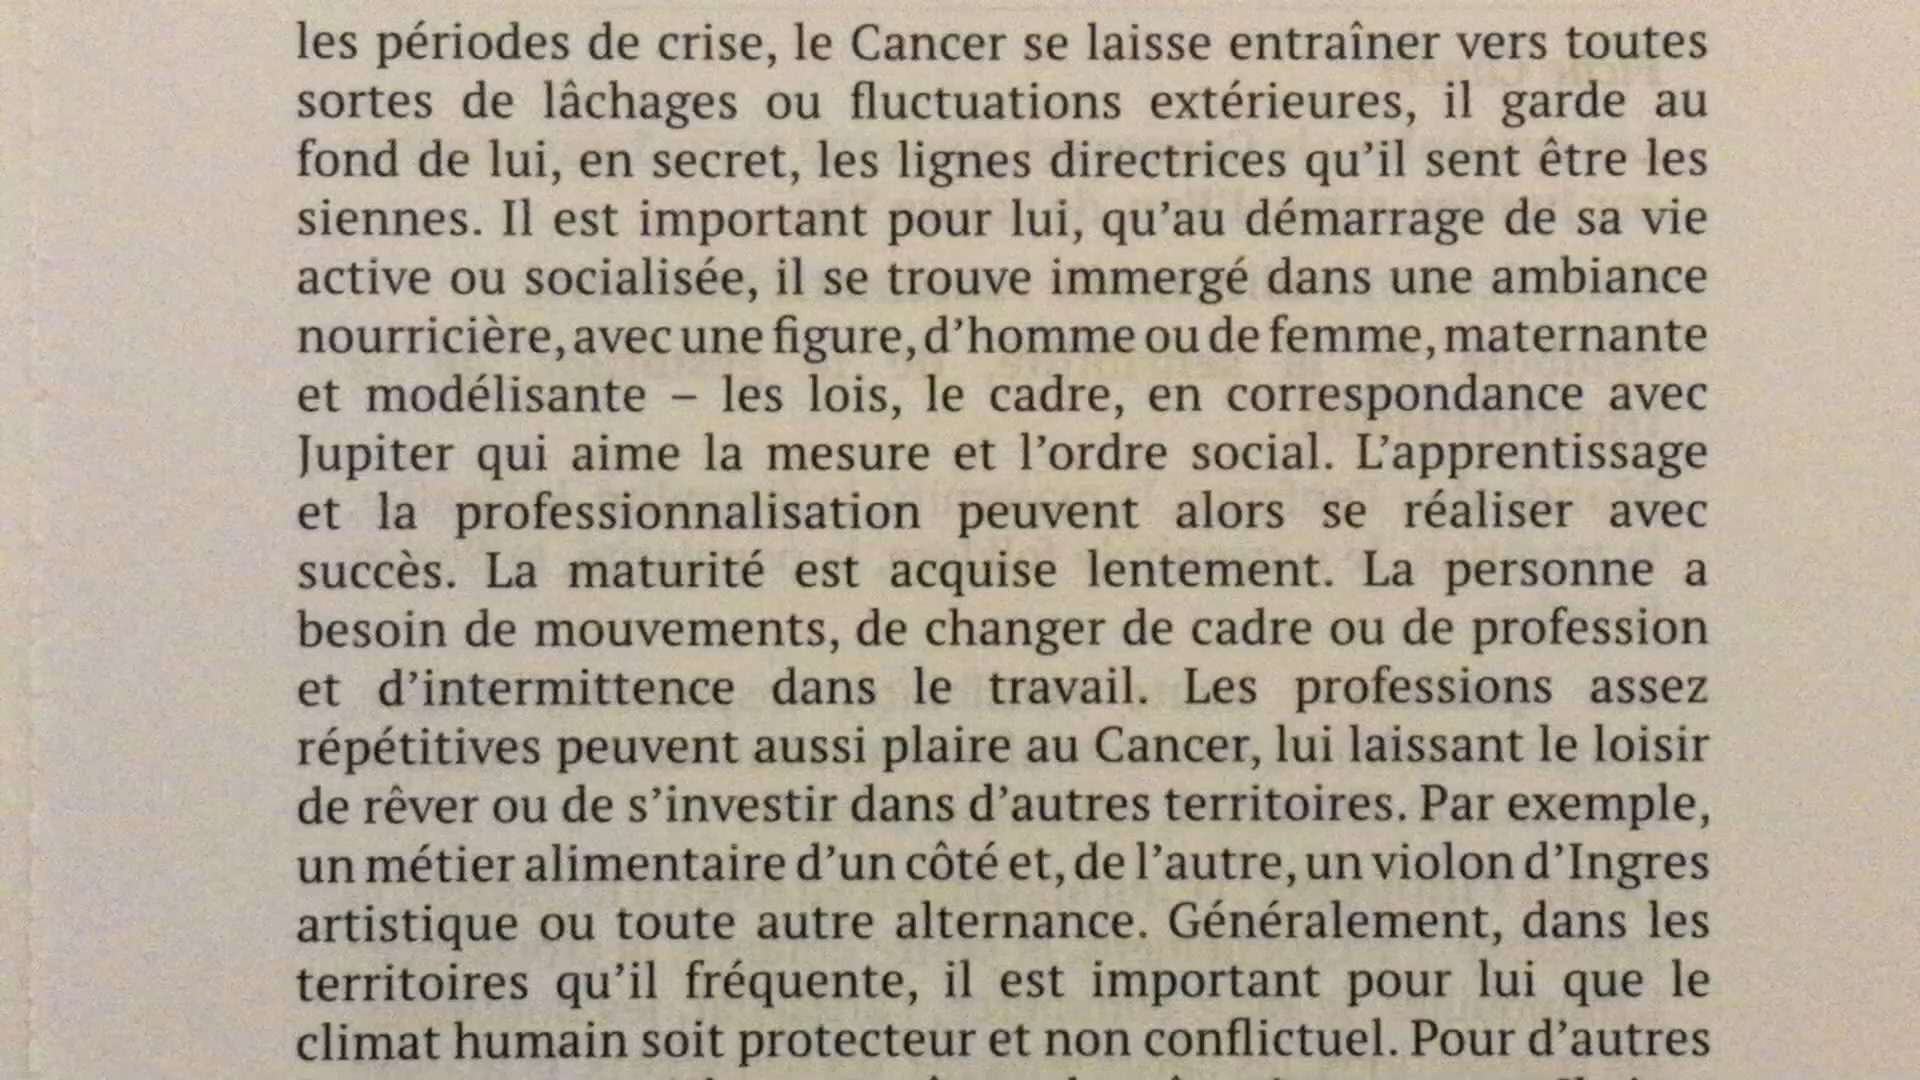 les périodes de crise, le Cancer se laisse entraîner vers toutes
sortes de lâchages ou fluctuations extérieures, il garde au
fond de lui, en secret, les lignes directrices qu’il sent être les
siennes. Il est important pour lui, qu’au démarrage de sa vie
active ou socialisée, il se trouve immergé dans une ambiance
nourricière, avec une figure, d’homme ou de femme, maternante
et modélisante – les lois, le cadre, en correspondance avec
Jupiter qui aime la mesure et l’ordre social. L’apprentissage
et la professionnalisation peuvent alors se réaliser avec
succès. La maturité est acquise lentement. La personne a
besoin de mouvements, de changer de cadre ou de profession
et d’intermittence dans le travail. Les professions assez
répétitives peuvent aussi plaire au Cancer, lui laissant le loisir
de rêver ou de s’investir dans d’autres territoires. Par exemple,
un métier alimentaire d’un côté et, de l’autre, un violon d’Ingres
artistique ou toute autre alternance. Généralement, dans les
territoires qu’il fréquente, il est important pour lui que le
climat humain soit protecteur et non conflictuel. Pour d’autres